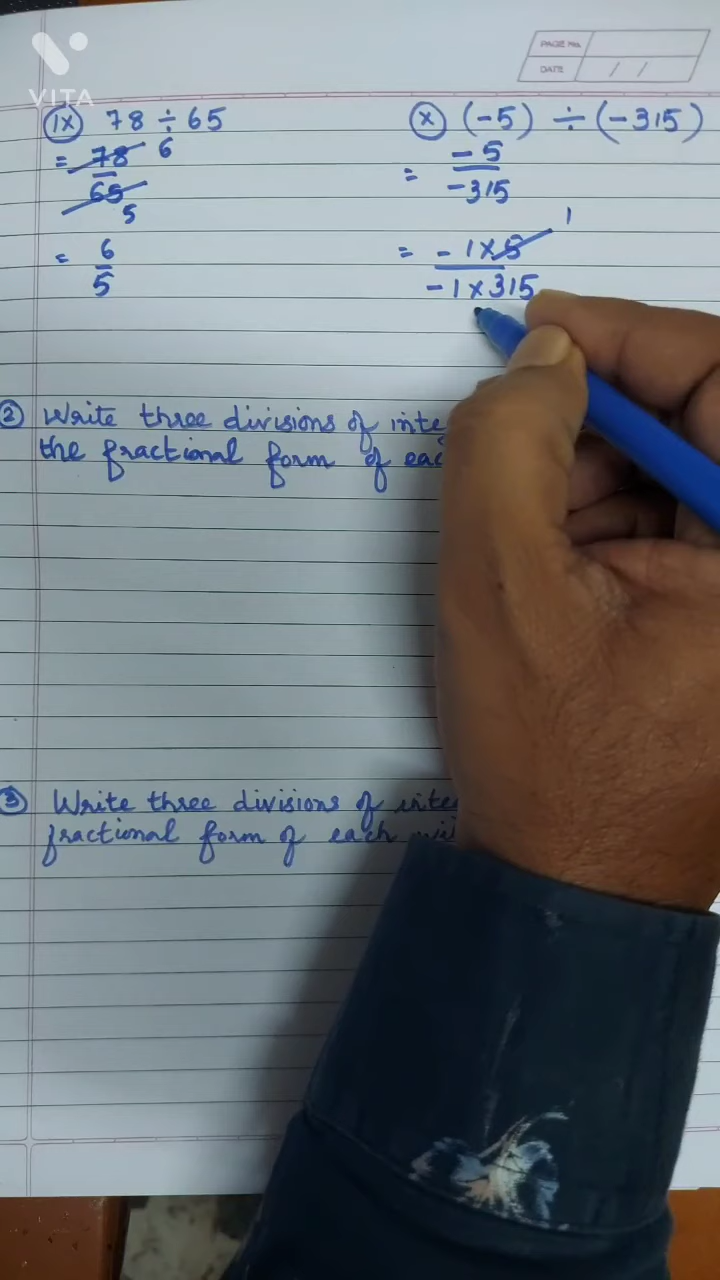 VITA
PAGE No.
DATE / /
ix 78 ÷ 65
= 78 6
65
5
= 6
5
x (-5) ÷ (-315)
= -5
-315
= -1×5 1
-1×315
2 Write three divisions of inte
the fractional form of eac
3 Write three divisions of inte
fractional form of each wi